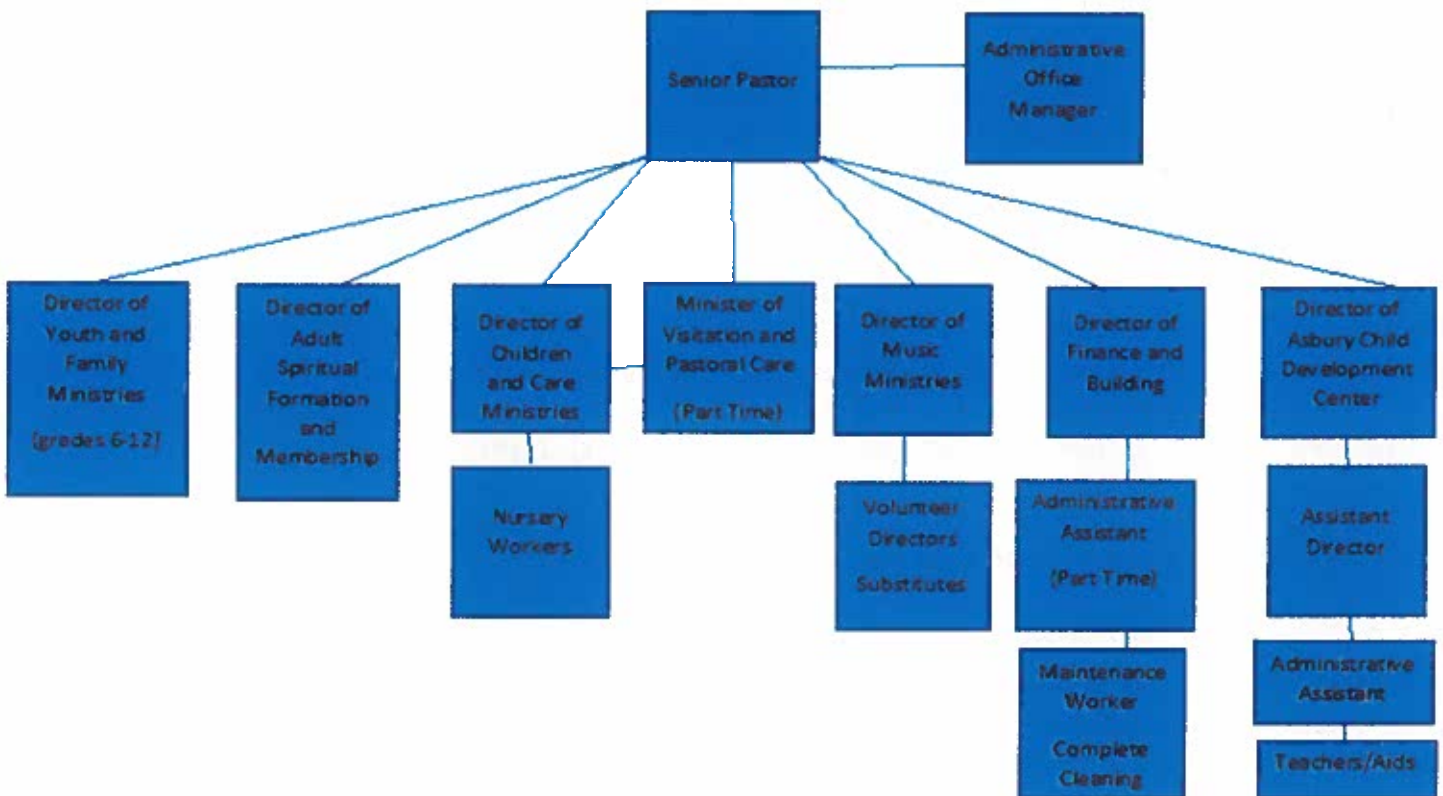 Senior Pastor
Administrative
Office
Manager
Director of
Youth and
Family
Ministries
(grades 6-12)
Director of
Adult
Spiritual
Formation
and
Membership
Director of
Children
and Care
Ministries
Minister of
Visitation and
Pastoral Care
(Part Time)
Director of
Music
Ministries
Director of
Finance and
Building
Director of
Asbury Child
Development
Center
Nursery
Workers
Volunteer
Directors
Substitutes
Administrative
Assistant
(Part Time)
Assistant
Director
Maintenance
Worker
Complete
Cleaning
Administrative
Assistant
Teachers/Aids